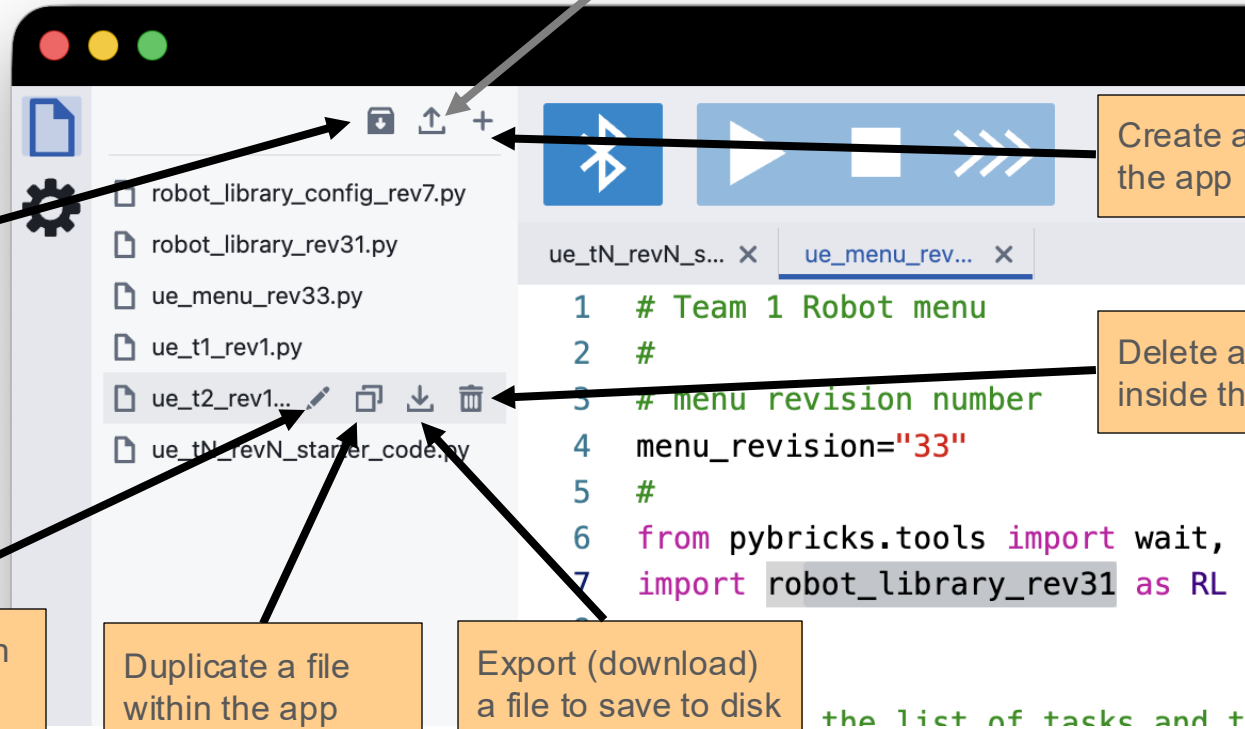 Create a
the app
robot_library_config_rev7.py
robot_library_rev31.py
ue_menu_rev33.py
ue_t1_rev1.py
ue_t2_rev1...
ue_tN_revN_starter_code.py
ue_tN_revN_s...
ue_menu_rev...
1 # Team 1 Robot menu
2 #
3 # menu revision number
4 menu_revision="33"
5 #
6 from pybricks.tools import wait,
7 import robot_library_rev31 as RL
the list of tasks and t
Delete a
inside th
Duplicate a file
within the app
Export (download)
a file to save to disk